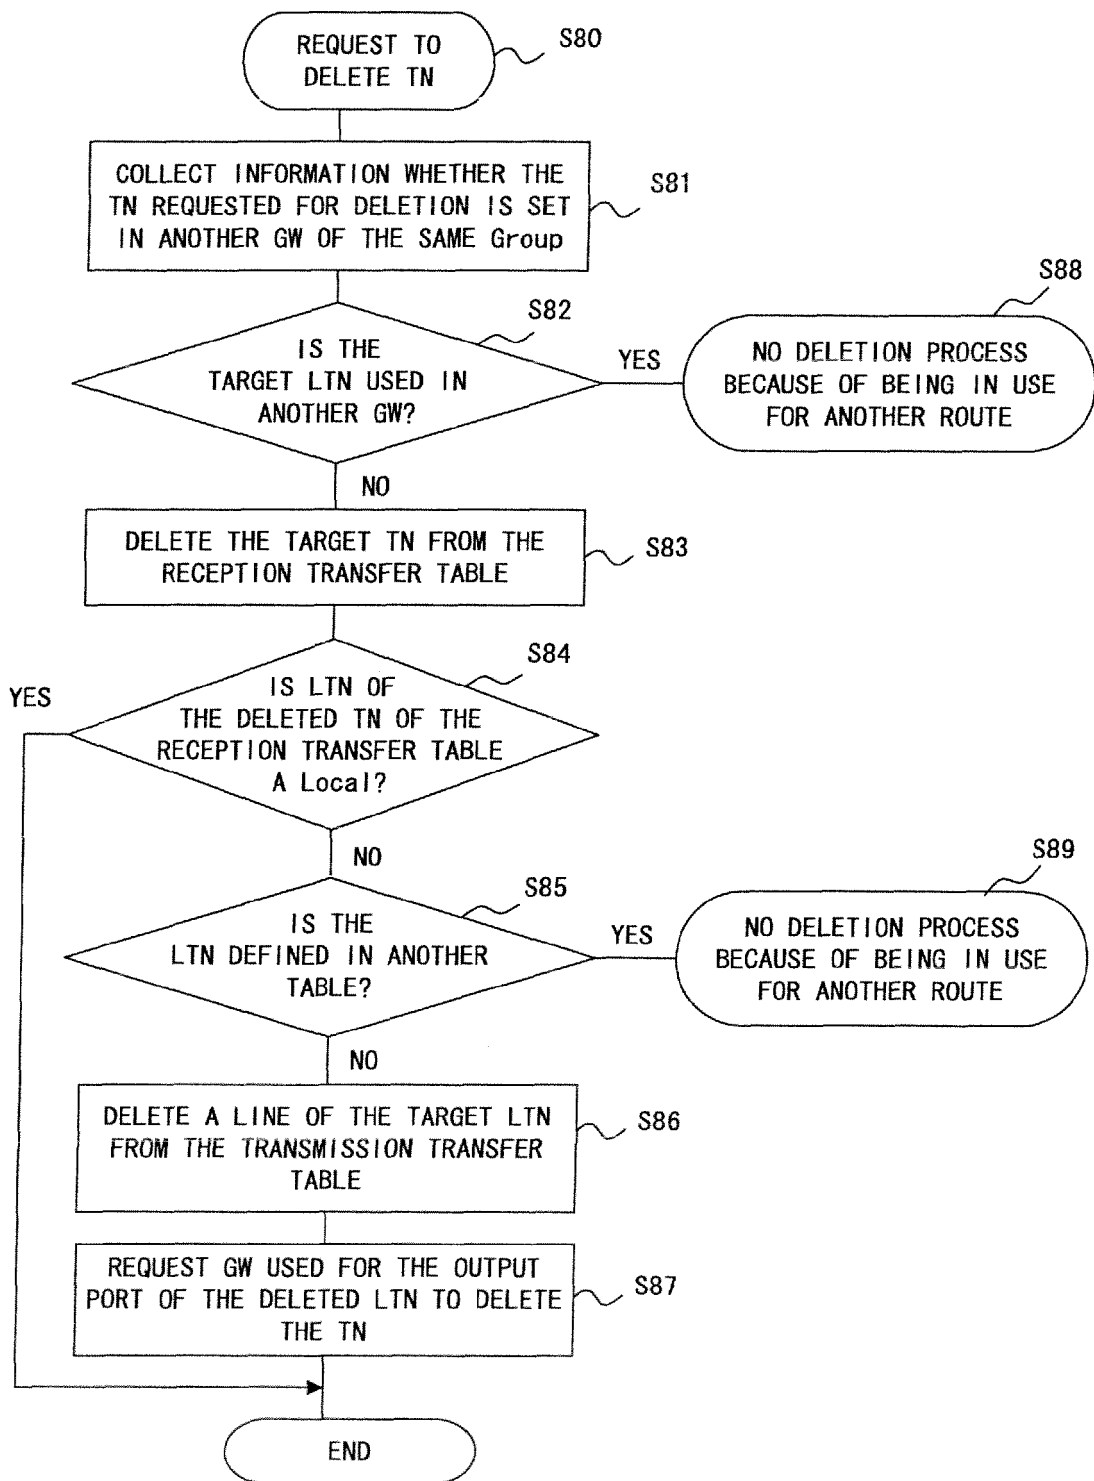 REQUEST TO
DELETE TN
S80
COLLECT INFORMATION WHETHER THE
TN REQUESTED FOR DELETION IS SET
IN ANOTHER GW OF THE SAME Group
S81
IS THE
TARGET LTN USED IN
ANOTHER GW?
S82
YES
NO DELETION PROCESS
BECAUSE OF BEING IN USE
FOR ANOTHER ROUTE
S88
NO
DELETE THE TARGET TN FROM THE
RECEPTION TRANSFER TABLE
S83
IS LTN OF
THE DELETED TN OF THE
RECEPTION TRANSFER TABLE
A Local?
S84
YES
NO
IS THE
LTN DEFINED IN ANOTHER
TABLE?
S85
YES
NO DELETION PROCESS
BECAUSE OF BEING IN USE
FOR ANOTHER ROUTE
S89
NO
DELETE A LINE OF THE TARGET LTN
FROM THE TRANSMISSION TRANSFER
TABLE
S86
REQUEST GW USED FOR THE OUTPUT
PORT OF THE DELETED LTN TO DELETE
THE TN
S87
END